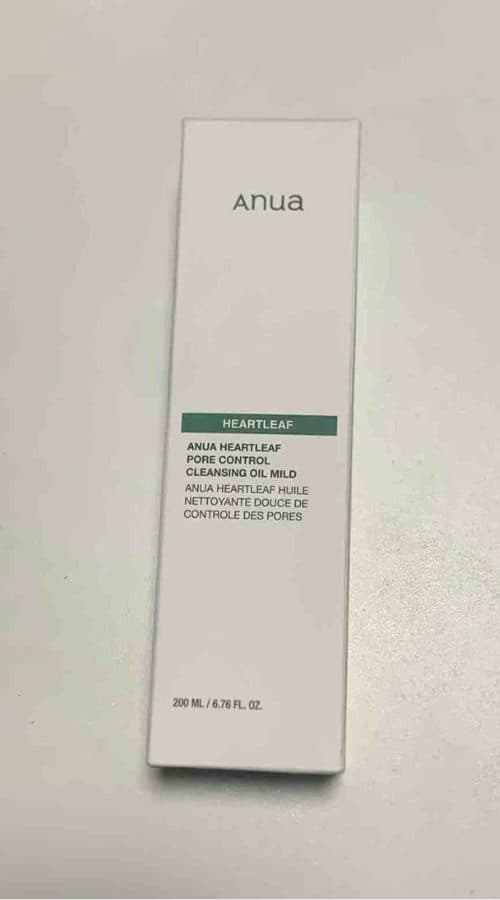 Anua
HEARTLEAF
ANUA HEARTLEAF
PORE CONTROL
CLEANSING OIL MILD
ANUA HEARTLEAF HUILE
NETTOYANTE DOUCE DE
CONTROLE DES PORES
200 ML / 6.76 FL. OZ.